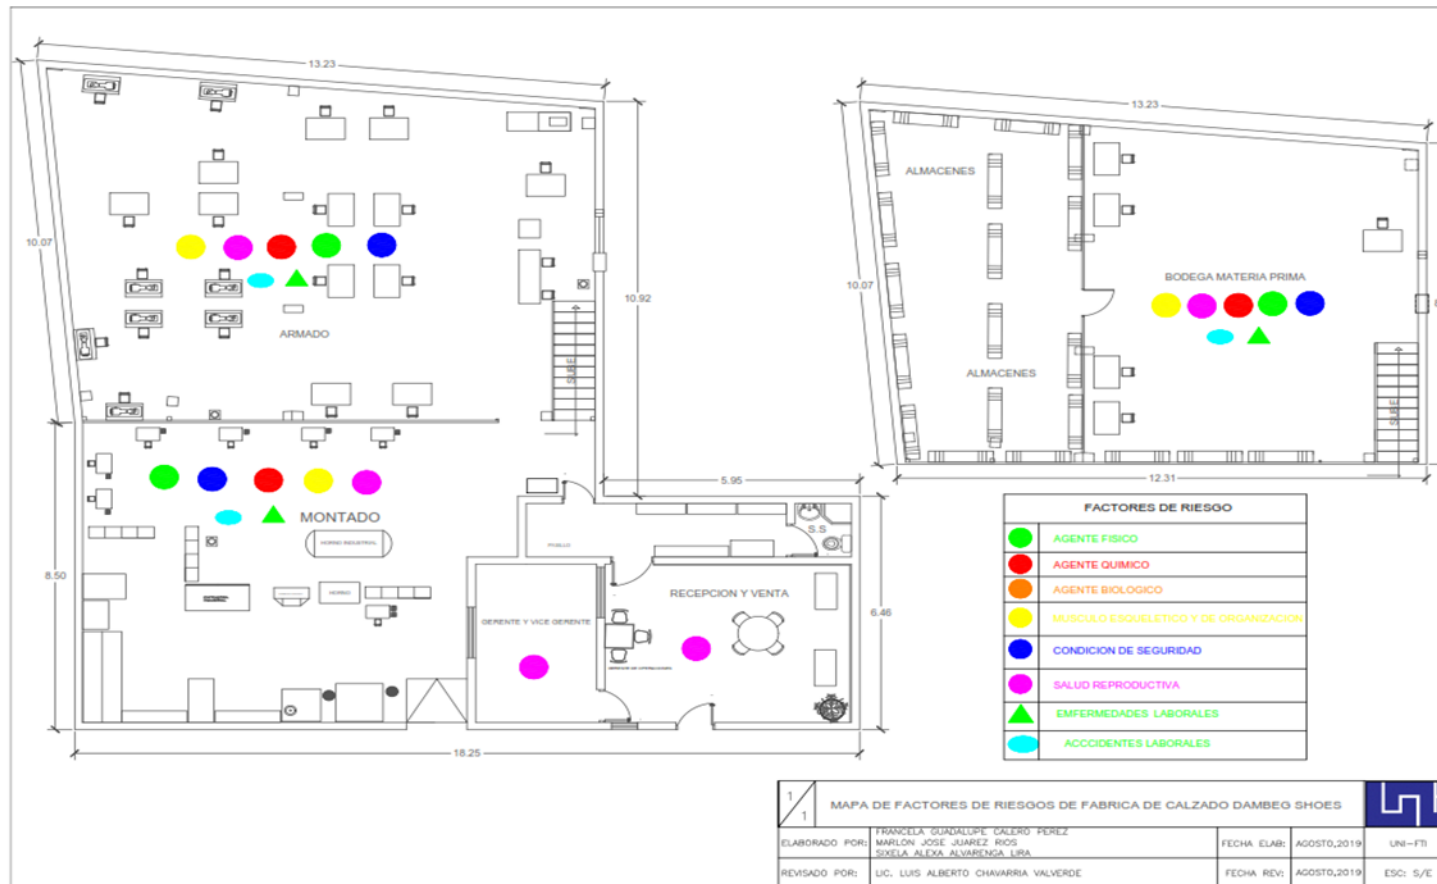 13.23
13.23
ALMACENES
10.07
10.92
BODEGA MATERIA PRIMA
10.07
ARMADO
SUBE
ALMACENES
SUBE
12.31
5.95
MONTADO
S.S
HORNO INDUSTRIAL
PASILLO
8.50
HORNO
RECEPCION Y VENTA
GERENTE Y VICE GERENTE
6.46
18.25
FACTORES DE RIESGO
AGENTE FISICO
AGENTE QUIMICO
AGENTE BIOLOGICO
MUSCULO ESQUELETICO Y DE ORGANIZACION
CONDICION DE SEGURIDAD
SALUD REPRODUCTIVA
EMFERMEDADES LABORALES
ACCCIDENTES LABORALES
1/1
MAPA DE FACTORES DE RIESGOS DE FABRICA DE CALZADO DAMBEG SHOES
ELABORADO POR:
FRANCELA GUADALUPE CALERO PEREZ
MARLON JOSE JUAREZ RIOS
SIXELA ALEXA ALVARENGA LIRA
FECHA ELAB:
AGOSTO,2019
UNI-FTI
REVISADO POR:
LIC. LUIS ALBERTO CHAVARRIA VALVERDE
FECHA REV:
AGOSTO,2019
ESC: S/E